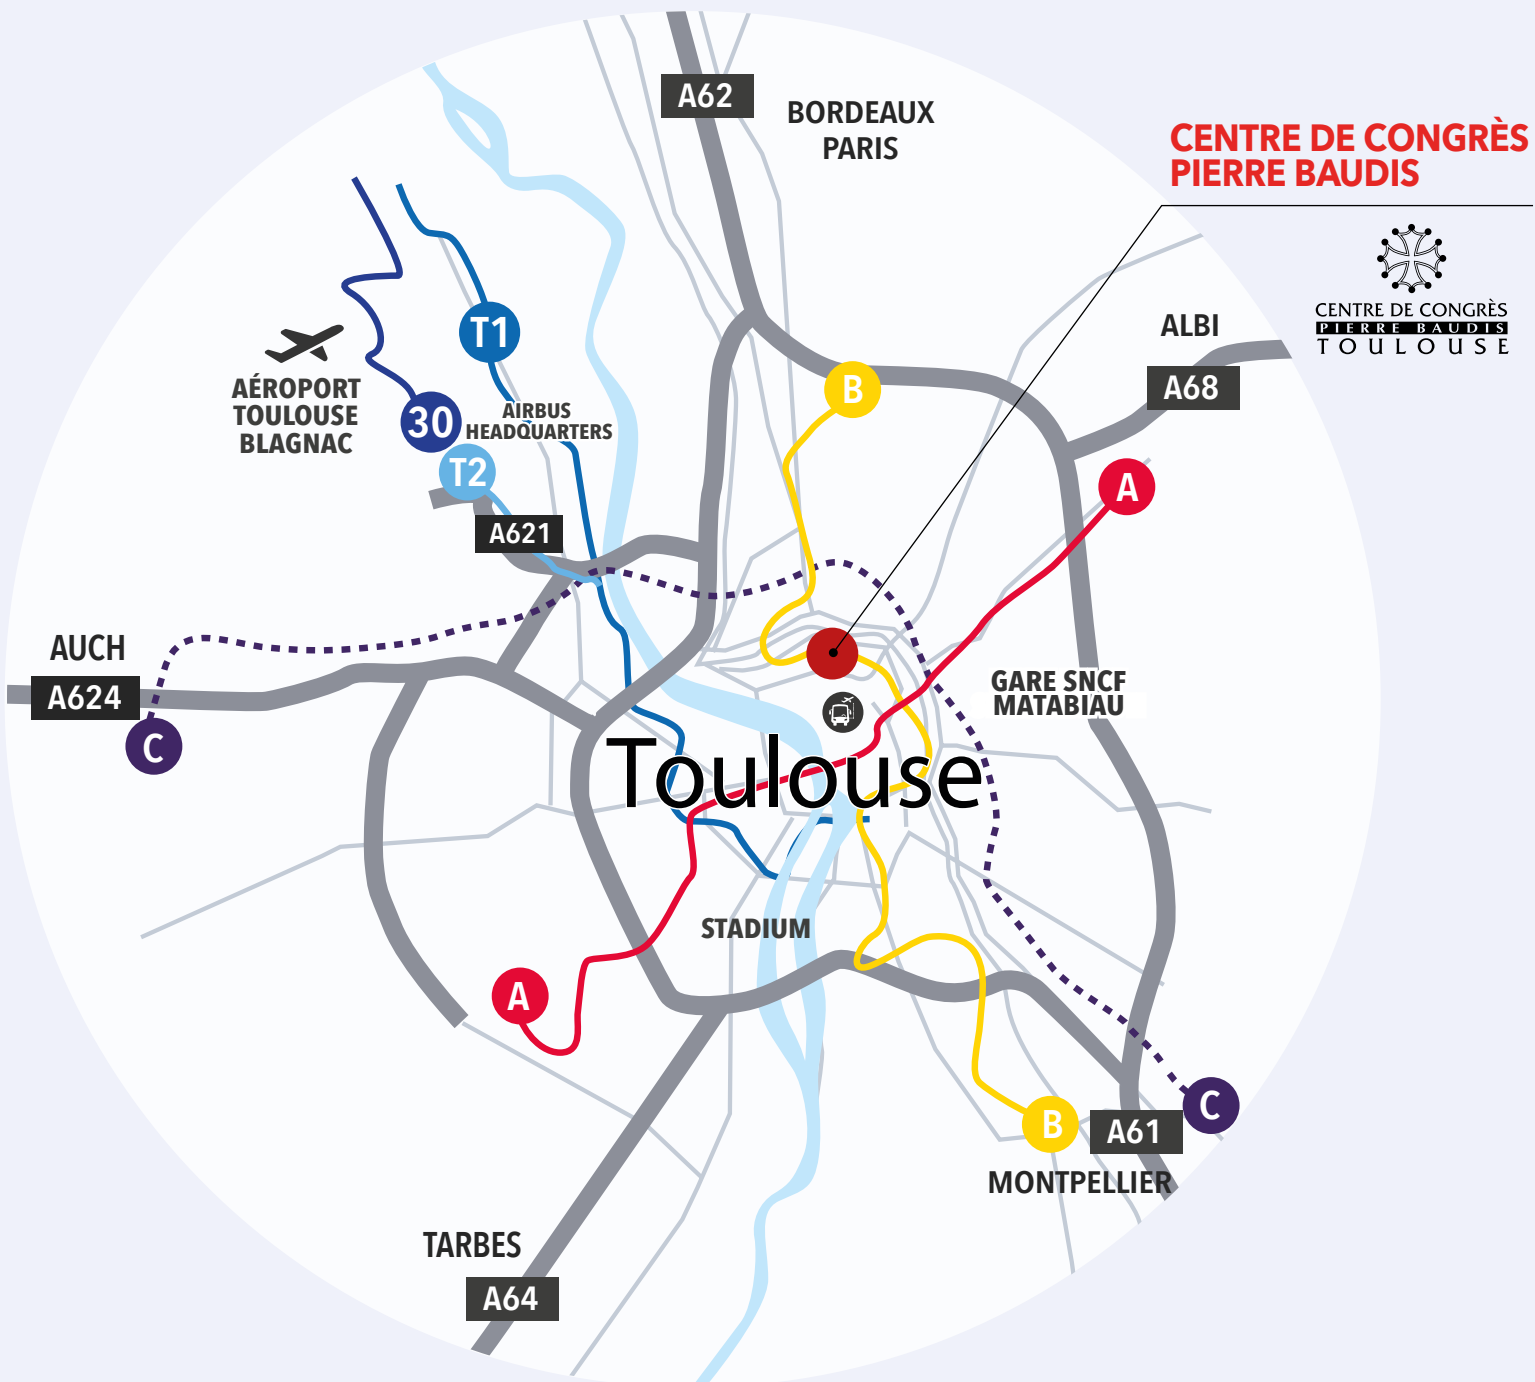 A62
BORDEAUX
PARIS
CENTRE DE CONGRÈS
PIERRE BAUDIS
CENTRE DE CONGRÈS
PIERRE BAUDIS
TOULOUSE
ALBI
A68
T1
B
AÉROPORT
TOULOUSE
BLAGNAC
30
AIRBUS
HEADQUARTERS
T2
A
A621
AUCH
A624
C
GARE SNCF
MATABIAU
Toulouse
STADIUM
A
B
A61
C
MONTPELLIER
TARBES
A64